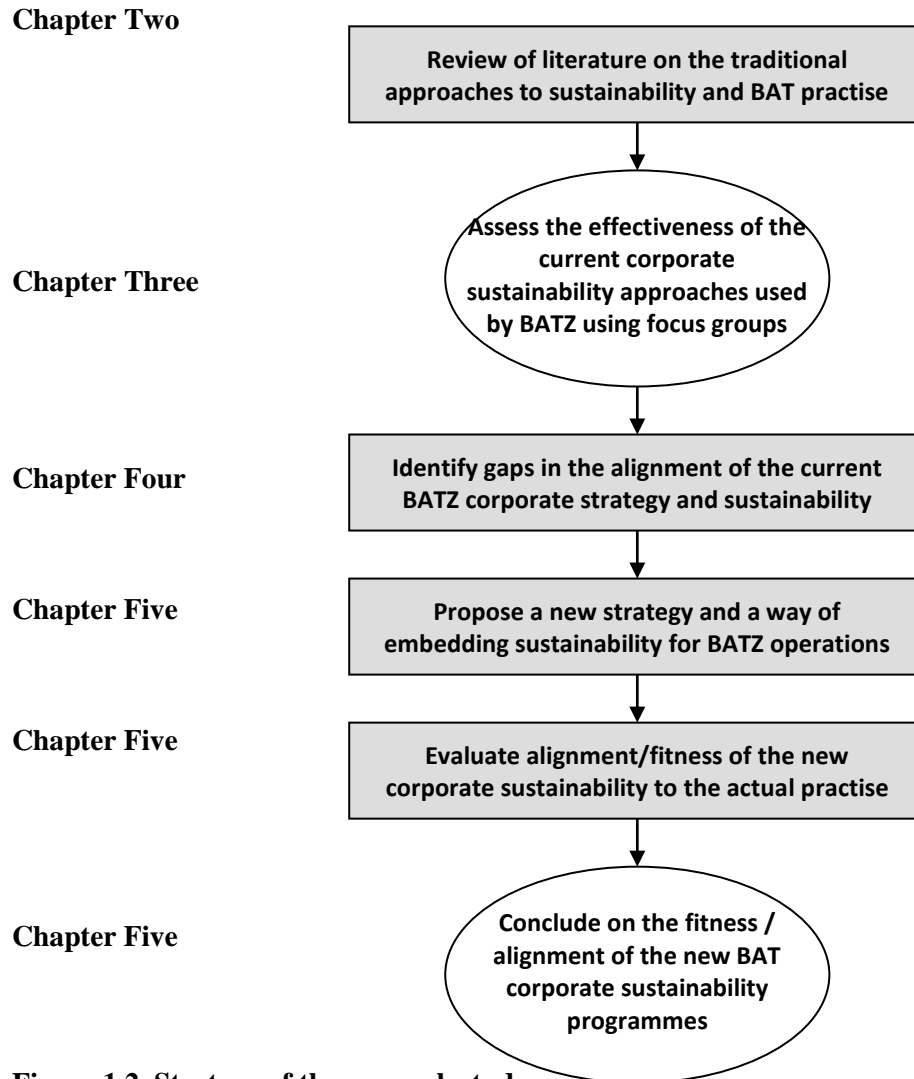 Chapter Two
Review of literature on the traditional
approaches to sustainability and BAT practise
Chapter Three
Assess the effectiveness of the
current corporate
sustainability approaches used
by BATZ using focus groups
Chapter Four
Identify gaps in the alignment of the current
BATZ corporate strategy and sustainability
Chapter Five
Propose a new strategy and a way of
embedding sustainability for BATZ operations
Chapter Five
Evaluate alignment/fitness of the new
corporate sustainability to the actual practise
Chapter Five
Conclude on the fitness /
alignment of the new BAT
corporate sustainability
programmes